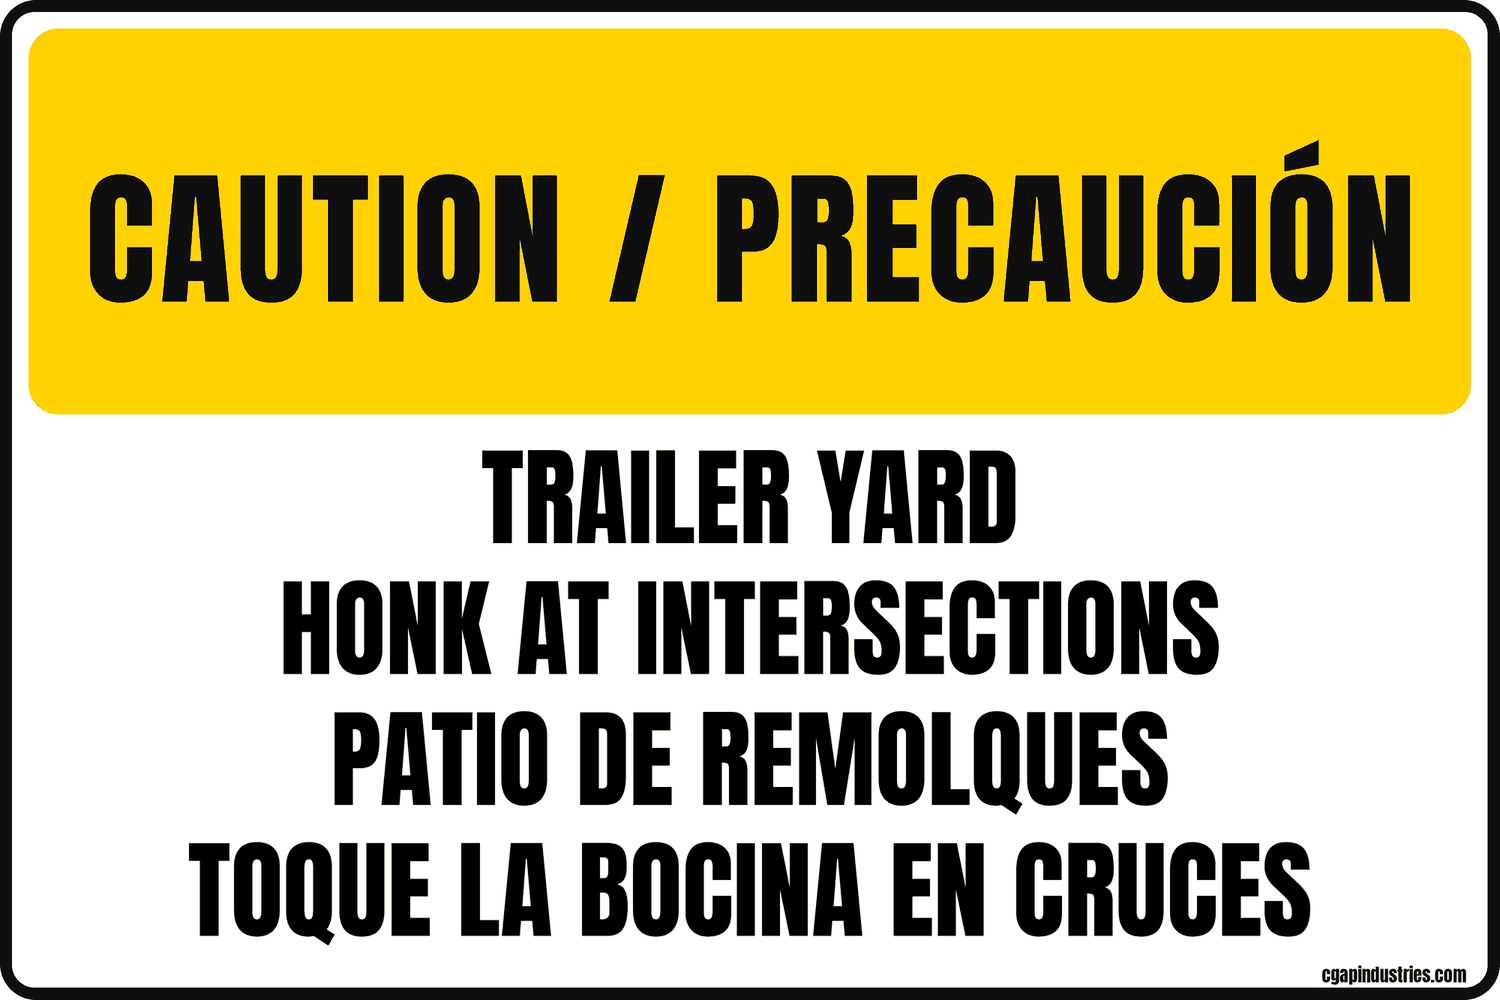 CAUTION / PRECAUCIÓN
TRAILER YARD
HONK AT INTERSECTIONS
PATIO DE REMOLQUES
TOQUE LA BOCINA EN CRUCES
cgapindustries.com